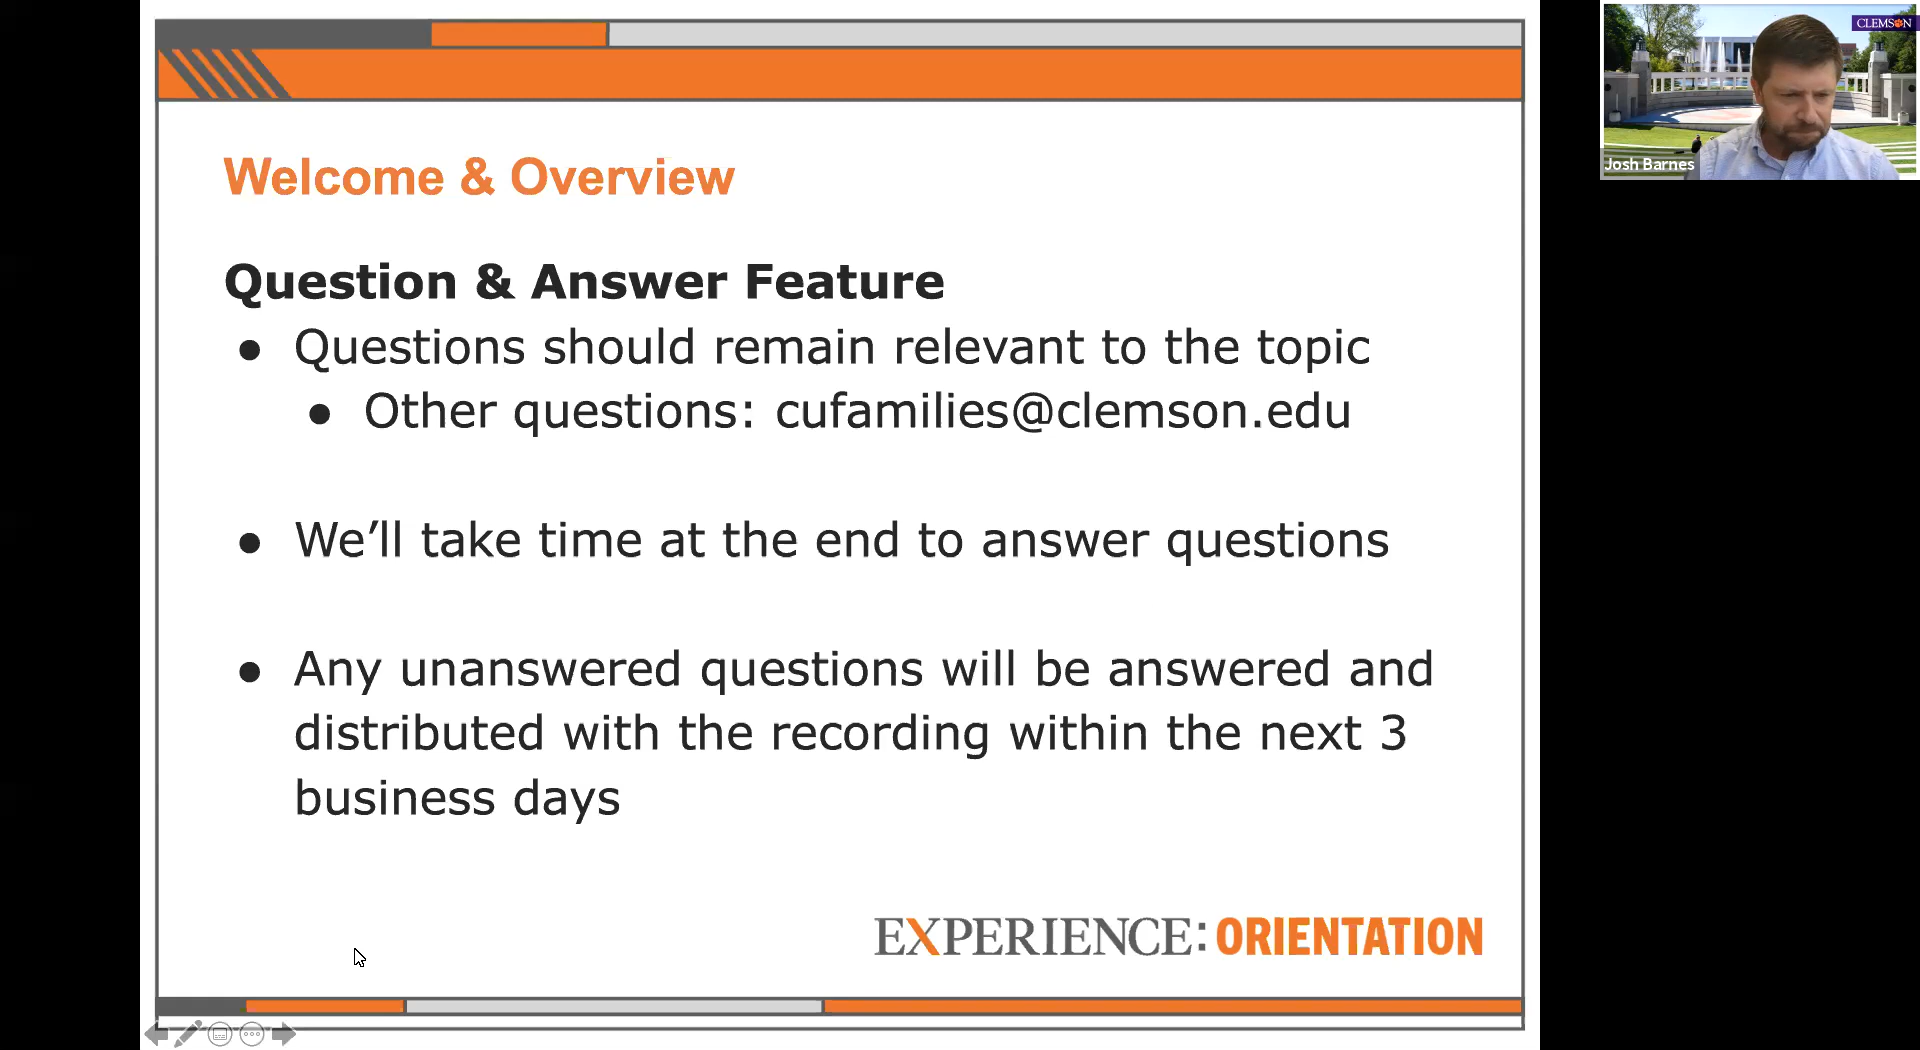 Welcome & Overview
Question & Answer Feature
● Questions should remain relevant to the topic
● Other questions: cufamilies@clemson.edu
● We’ll take time at the end to answer questions
● Any unanswered questions will be answered and
distributed with the recording within the next 3
business days
EXPERIENCE: ORIENTATION
CLEMSON
Josh Barnes